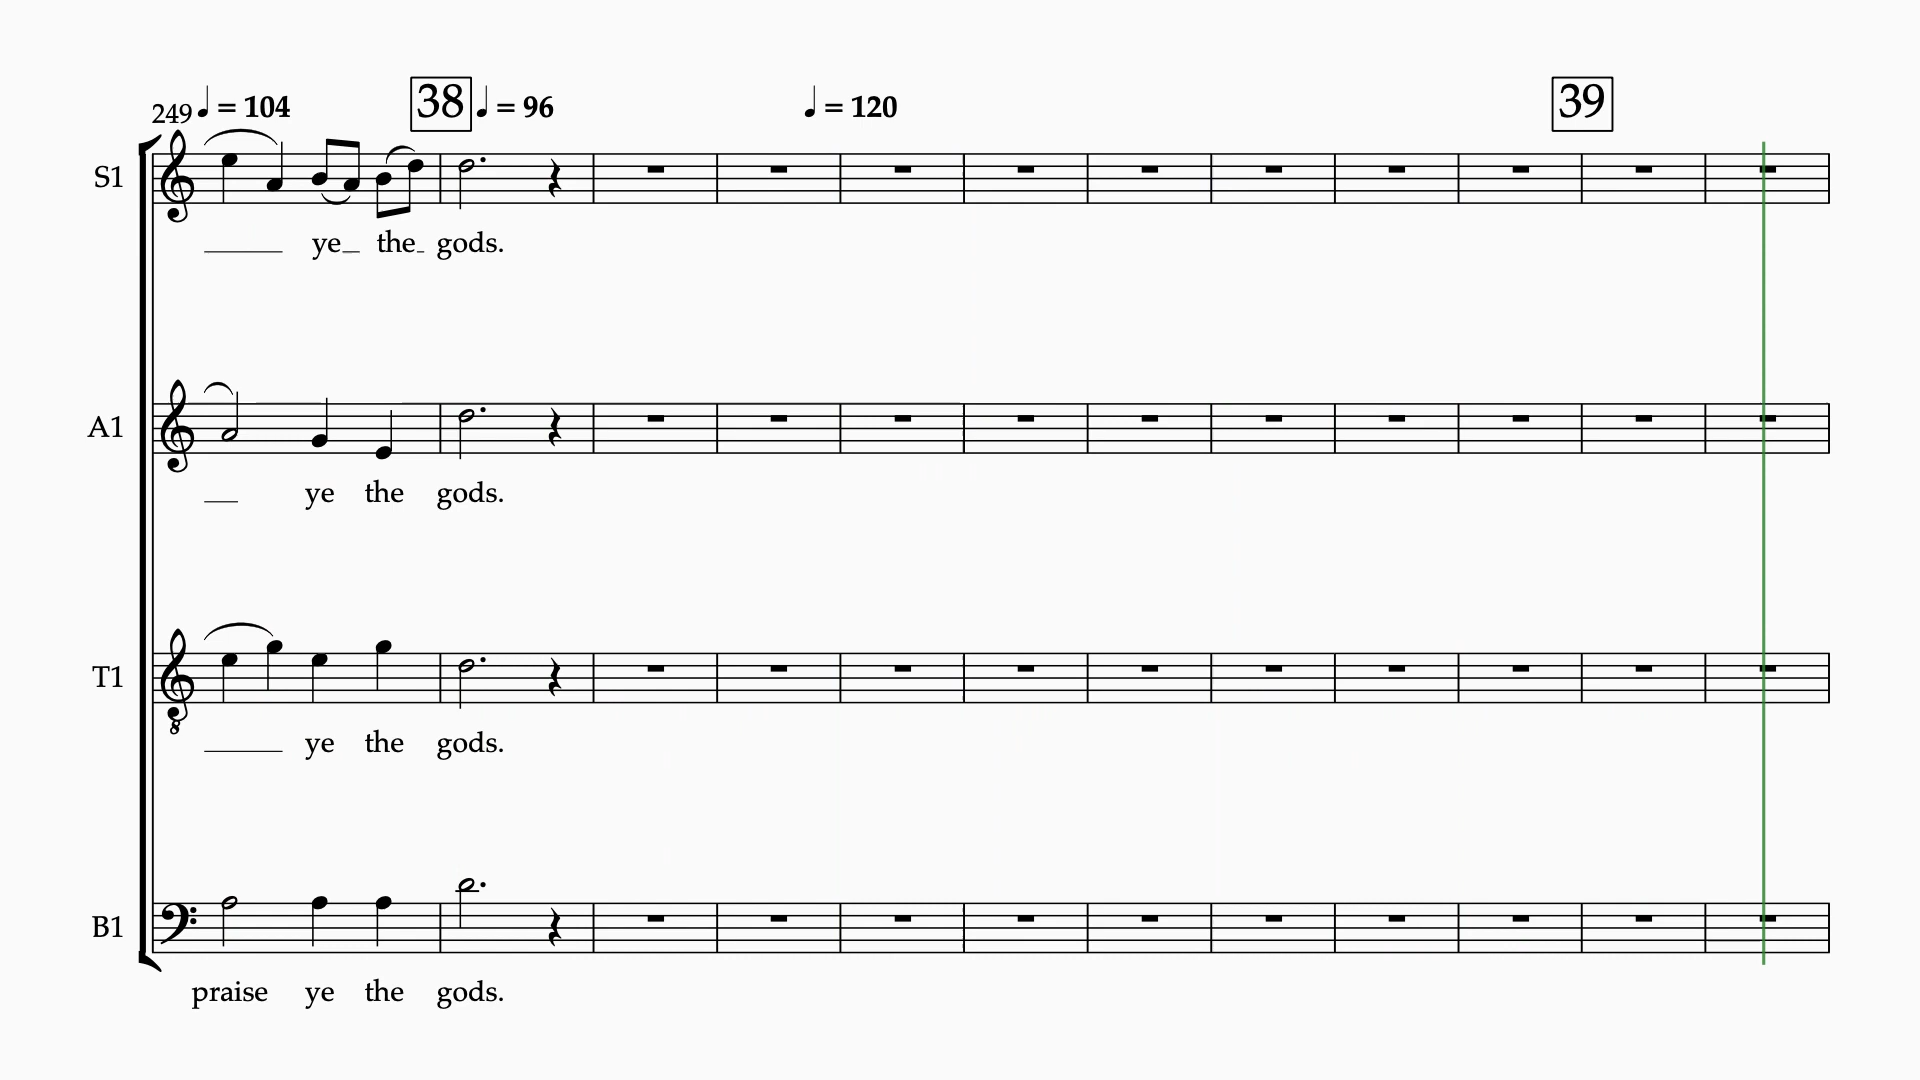 249 ♩ = 104 38 ♩ = 96 ♩ = 120 39
S1
ye the gods.
A1
ye the gods.
T1
ye the gods.
B1
praise ye the gods.